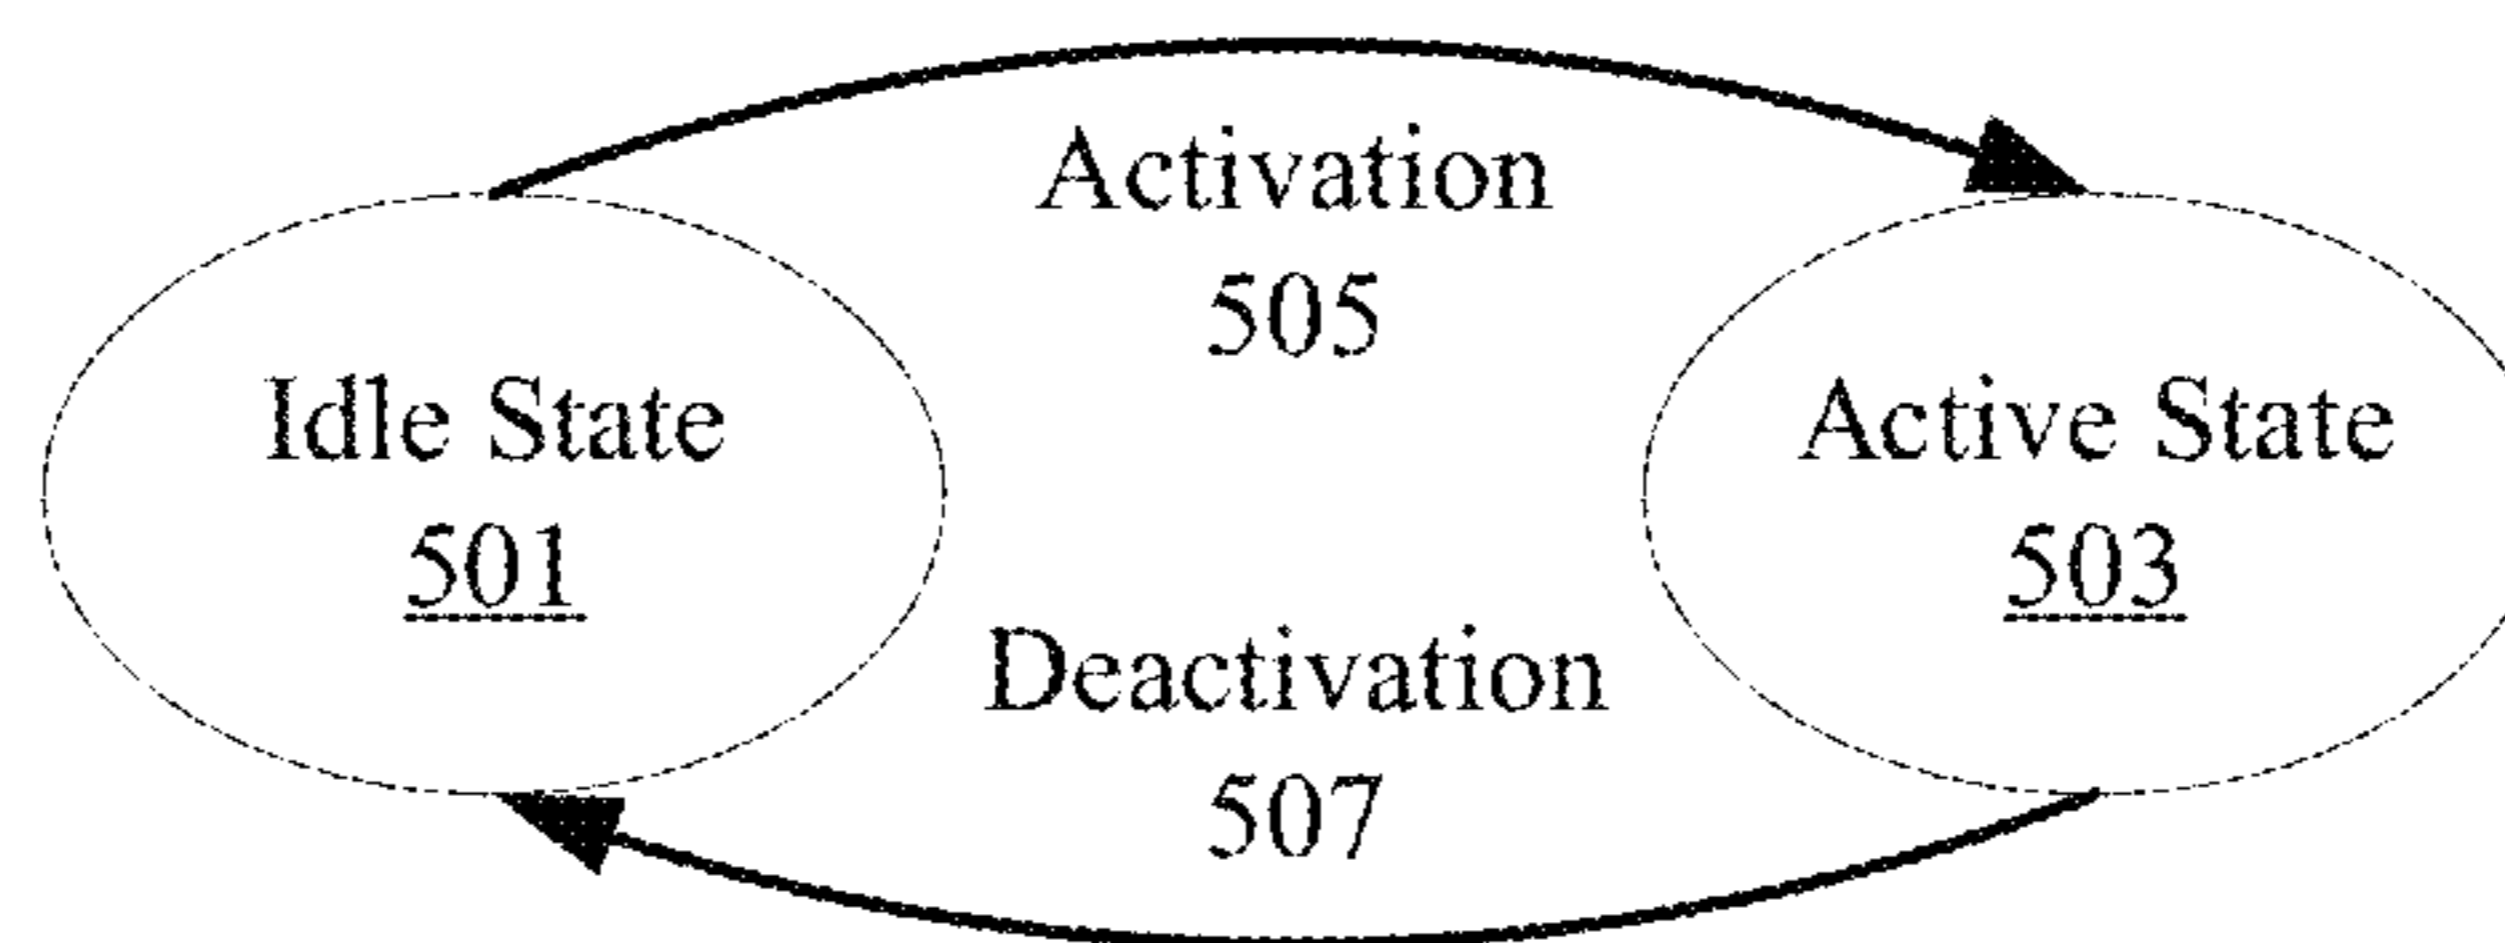 Activation
505
Idle State
501
Active State
503
Deactivation
507